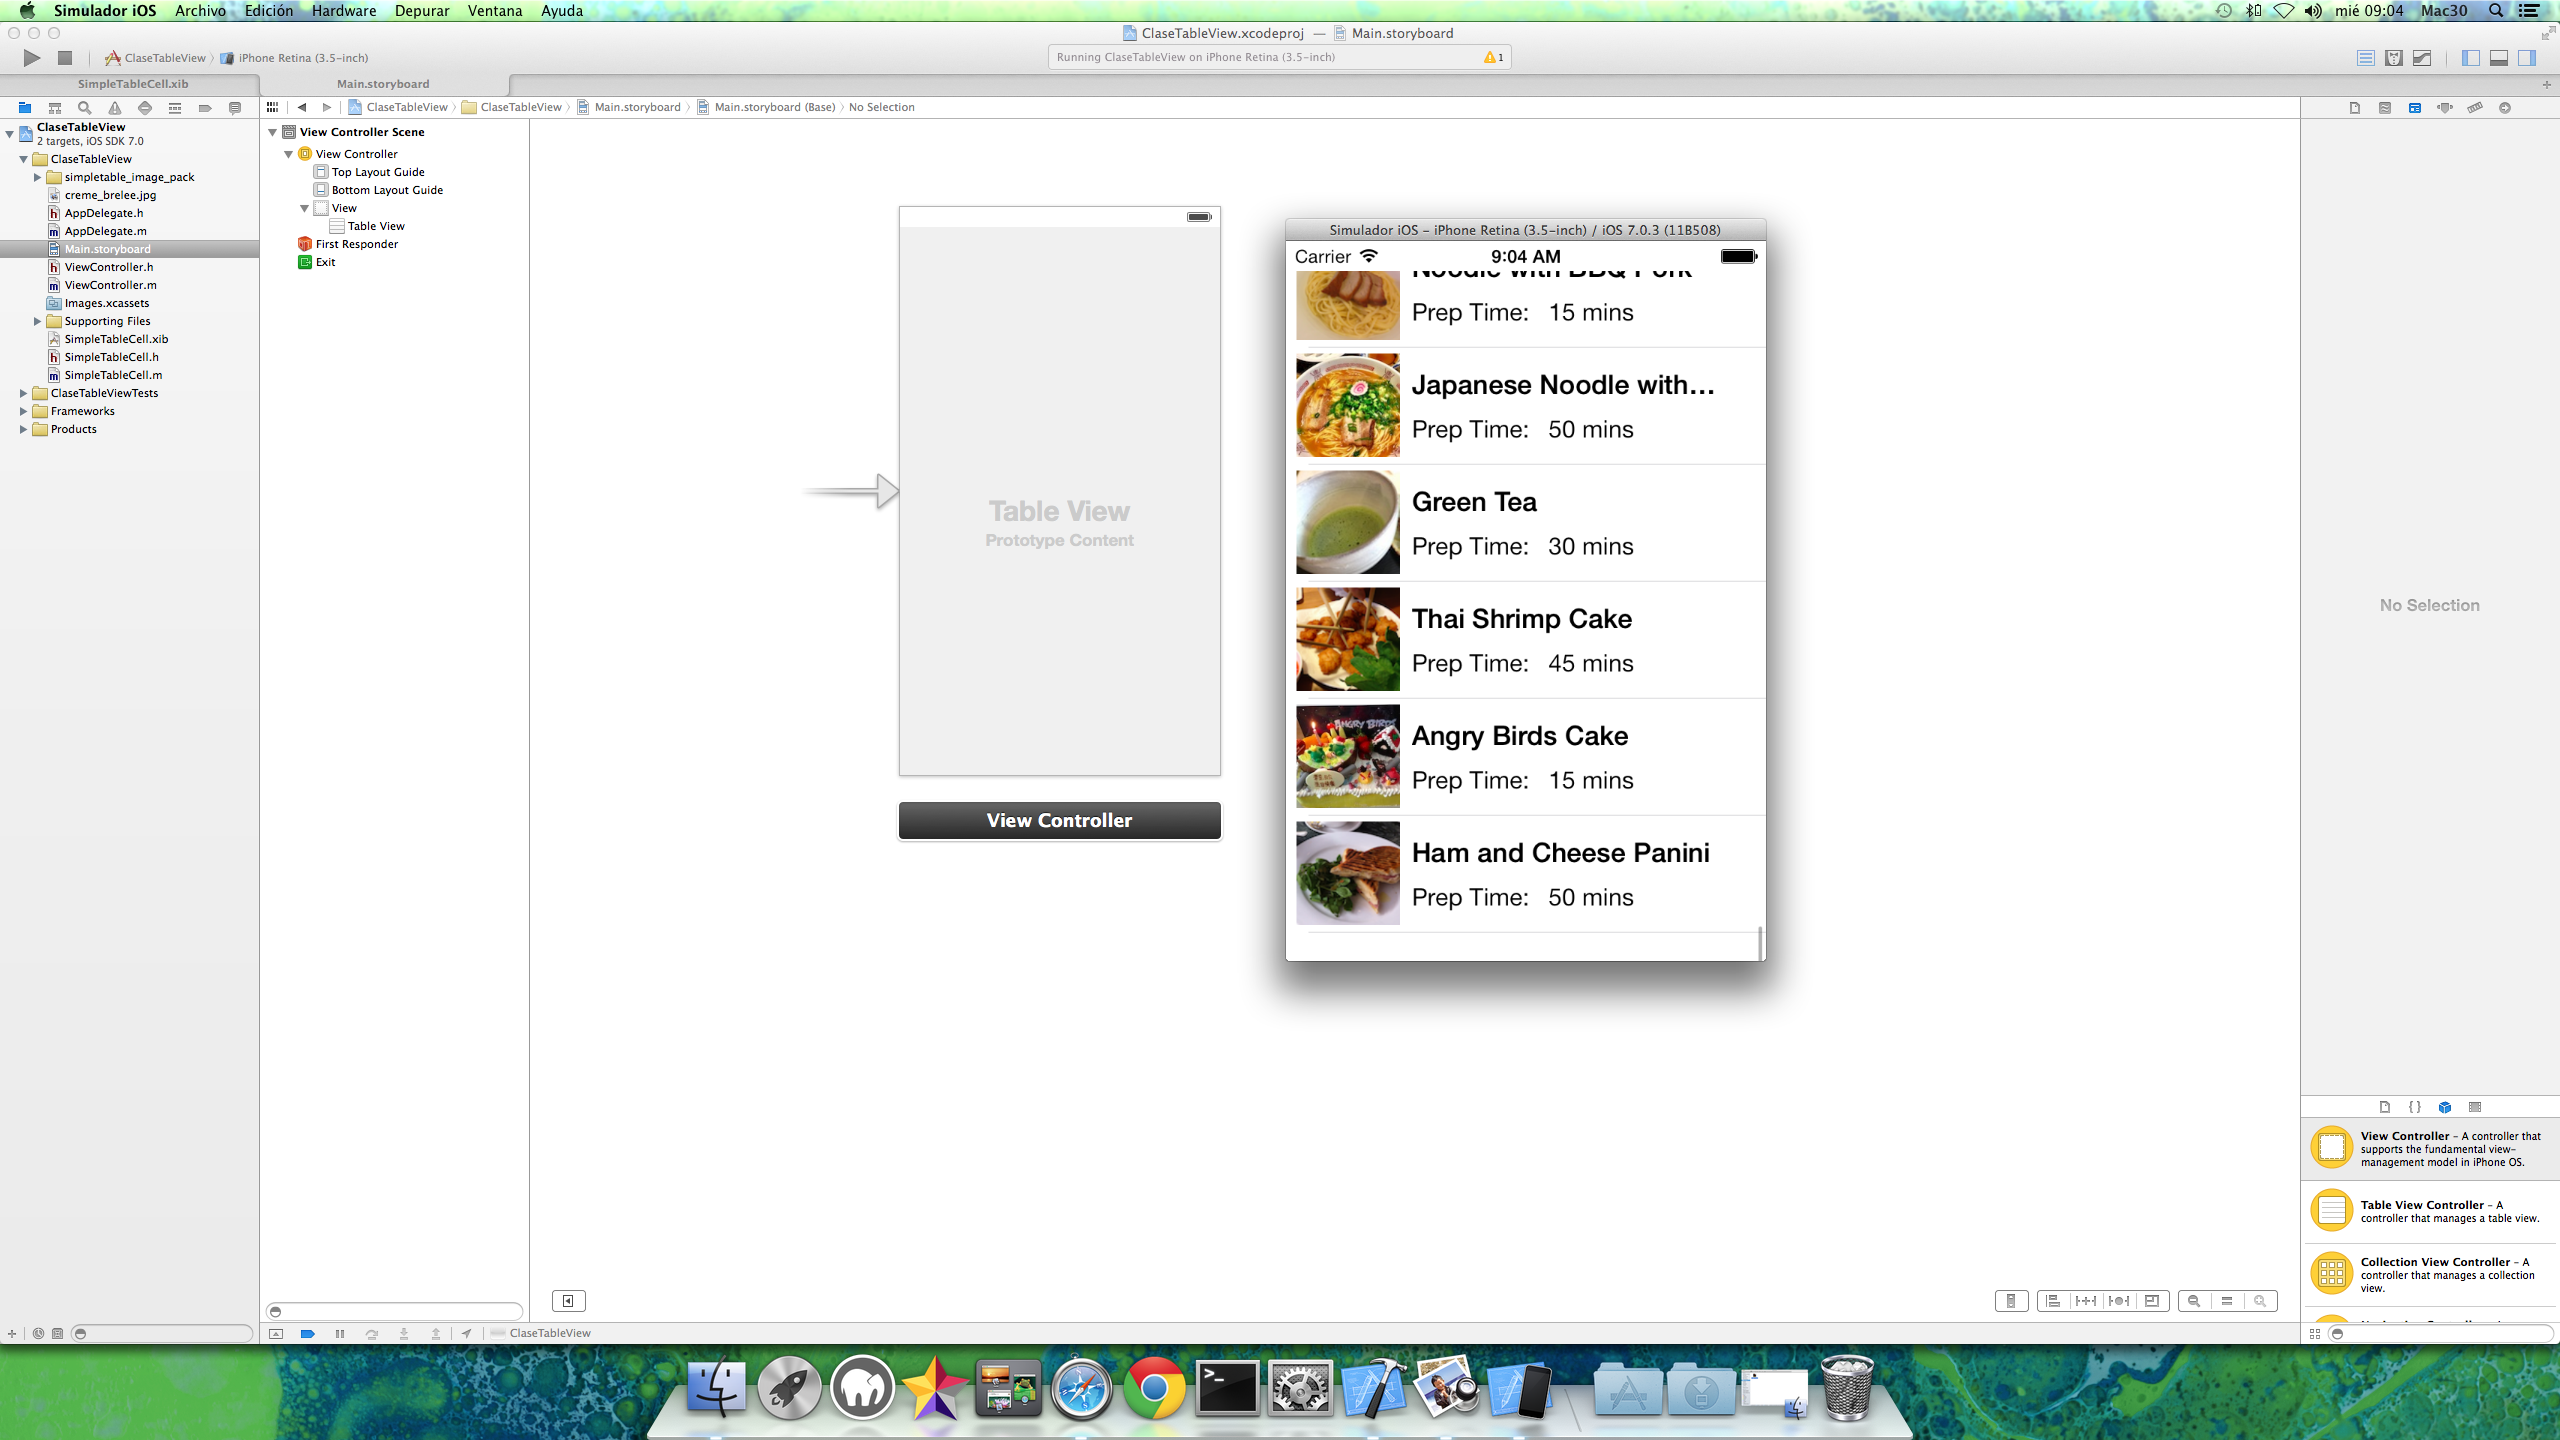 Simulador iOS Archivo Edición Hardware Depurar Ventana Ayuda mié 09:04 Mac30
ClaseTableView.xcodeproj — Main.storyboard
ClaseTableView iPhone Retina (3.5-inch) Running ClaseTableView on iPhone Retina (3.5-inch) 1
SimpleTableCell.xib Main.storyboard
ClaseTableView ClaseTableView Main.storyboard Main.storyboard (Base) No Selection
ClaseTableView
2 targets, iOS SDK 7.0
ClaseTableView
simpletable_image_pack
creme_brelee.jpg
AppDelegate.h
AppDelegate.m
Main.storyboard
ViewController.h
ViewController.m
Images.xcassets
Supporting Files
SimpleTableCell.xib
SimpleTableCell.h
SimpleTableCell.m
ClaseTableViewTests
Frameworks
Products
View Controller Scene
View Controller
Top Layout Guide
Bottom Layout Guide
View
Table View
First Responder
Exit
Table View
Prototype Content
View Controller
Simulador iOS - iPhone Retina (3.5-inch) / iOS 7.0.3 (11B508)
Carrier 9:04 AM
Noodle with BBQ Pork
Prep Time: 15 mins
Japanese Noodle with...
Prep Time: 50 mins
Green Tea
Prep Time: 30 mins
Thai Shrimp Cake
Prep Time: 45 mins
Angry Birds Cake
Prep Time: 15 mins
Ham and Cheese Panini
Prep Time: 50 mins
No Selection
View Controller - A controller that
supports the fundamental view-
management model in iPhone OS.
Table View Controller - A
controller that manages a table view.
Collection View Controller - A
controller that manages a collection
view.
ClaseTableView